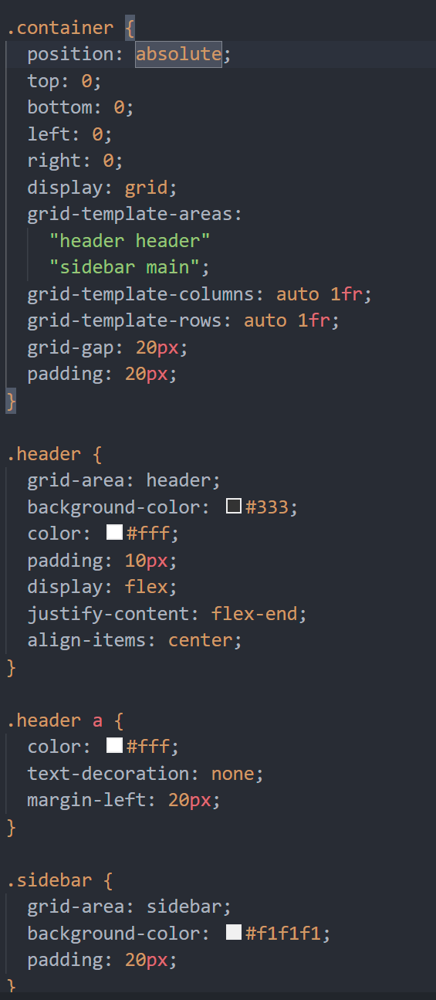 .container {
  position: absolute;
  top: 0;
  bottom: 0;
  left: 0;
  right: 0;
  display: grid;
  grid-template-areas:
    "header header"
    "sidebar main";
  grid-template-columns: auto 1fr;
  grid-template-rows: auto 1fr;
  grid-gap: 20px;
  padding: 20px;
}

.header {
  grid-area: header;
  background-color: #333;
  color: #fff;
  padding: 10px;
  display: flex;
  justify-content: flex-end;
  align-items: center;
}

.header a {
  color: #fff;
  text-decoration: none;
  margin-left: 20px;
}

.sidebar {
  grid-area: sidebar;
  background-color: #f1f1f1;
  padding: 20px;
}